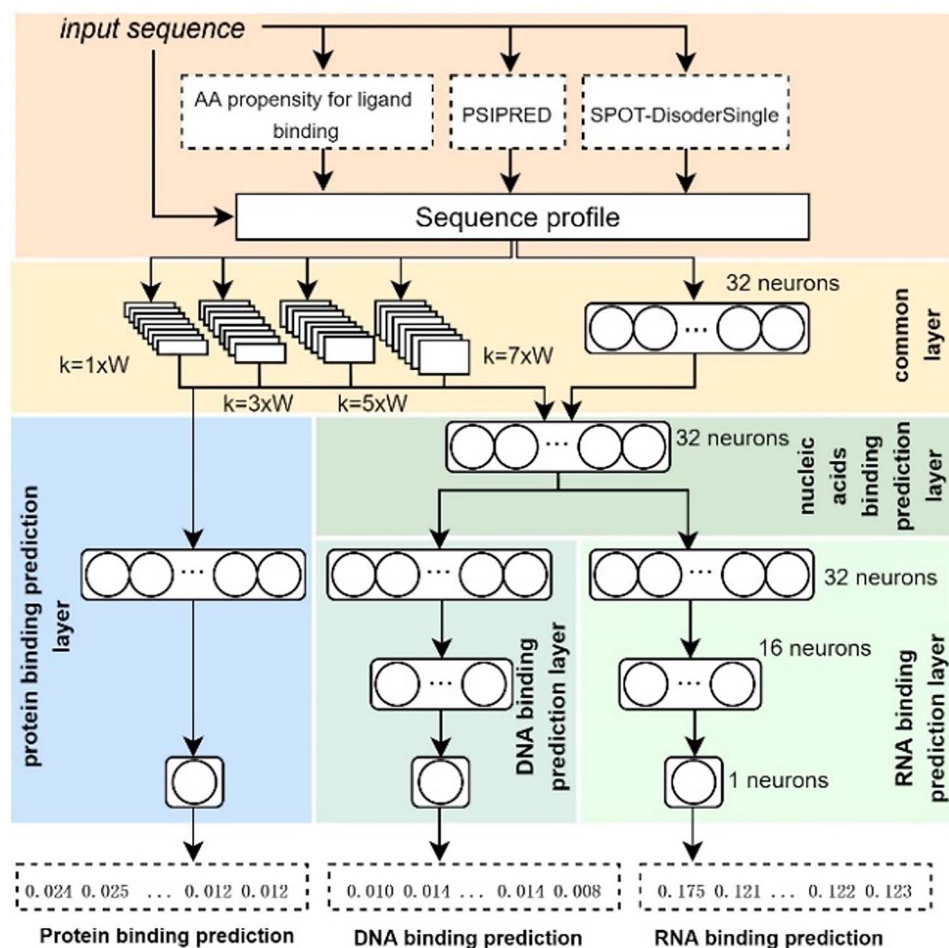 input sequence
AA propensity for ligand
binding
PSIPRED
SPOT-DisoderSingle
Sequence profile
32 neurons
k=1xW
k=3xW
k=5xW
k=7xW
common
layer
32 neurons
nucleic
acids
binding
prediction
layer
protein binding prediction
layer
32 neurons
16 neurons
1 neurons
DNA binding
prediction layer
RNA binding
prediction layer
0.024 0.025 ... 0.012 0.012
0.010 0.014 ... 0.014 0.008
0.175 0.121 ... 0.122 0.123
Protein binding prediction
DNA binding prediction
RNA binding prediction